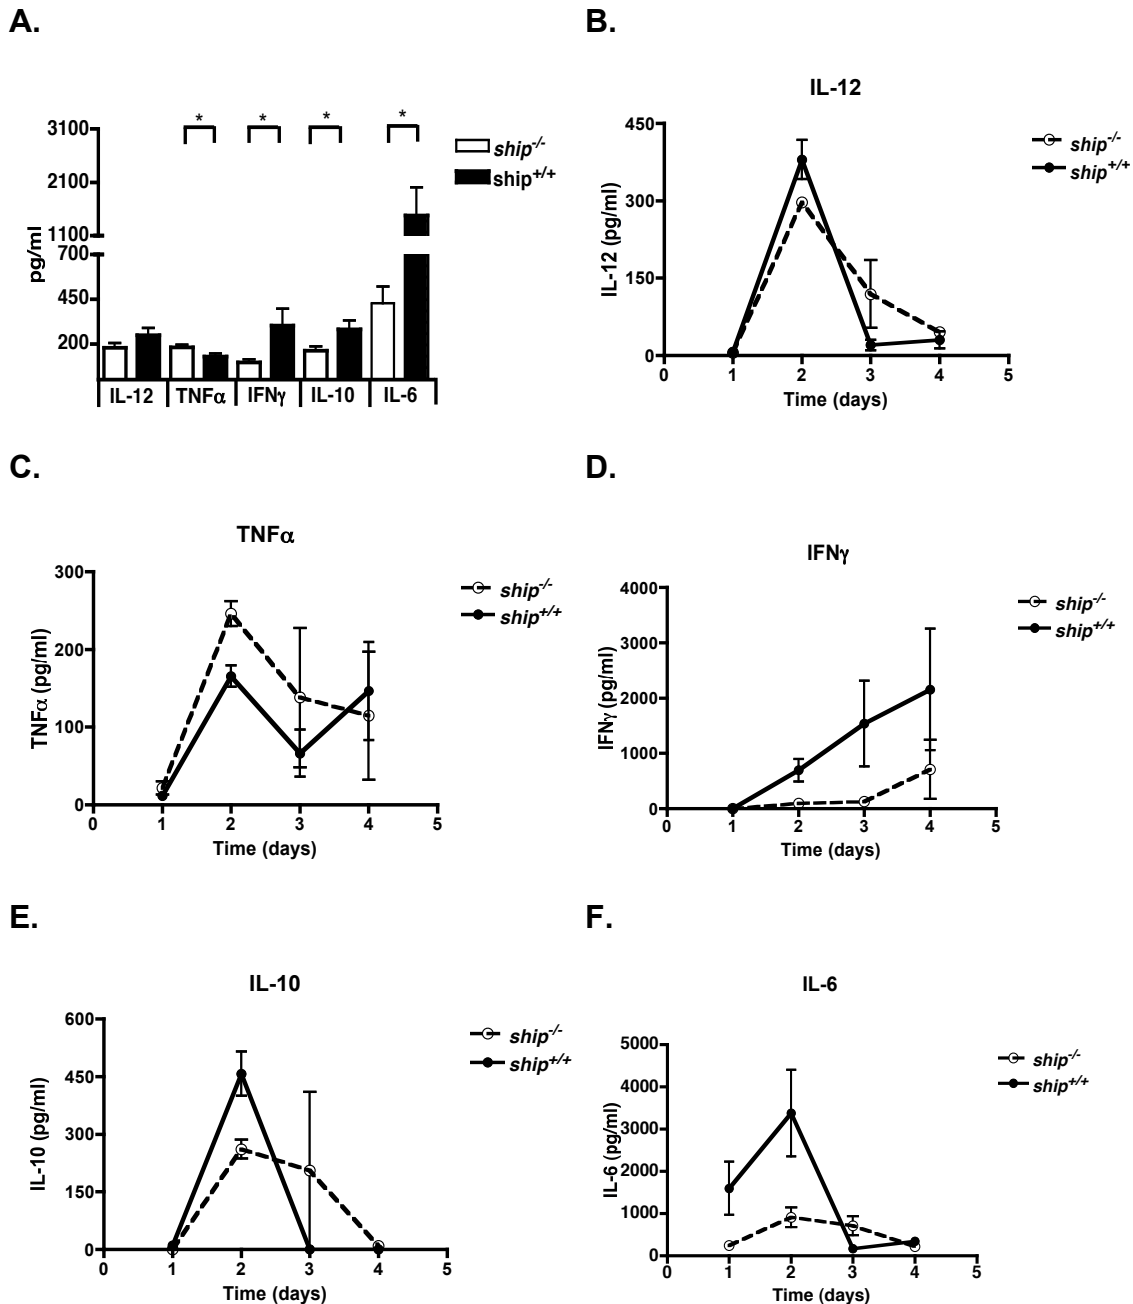 A.
3100
2100
1100
700
450
200
pg/ml
* * * *
ship-/-
ship+/+
IL-12 TNFα IFNγ IL-10 IL-6
B.
IL-12
450
300
150
0
IL-12 (pg/ml)
ship-/-
ship+/+
0 1 2 3 4 5
Time (days)
C.
TNFα
300
200
100
0
TNFα (pg/ml)
ship-/-
ship+/+
0 1 2 3 4 5
Time (days)
D.
IFNγ
4000
3000
2000
1000
0
IFNγ (pg/ml)
ship-/-
ship+/+
0 1 2 3 4 5
Time (days)
E.
IL-10
600
450
300
150
0
IL-10 (pg/ml)
ship-/-
ship+/+
0 1 2 3 4 5
Time (days)
F.
IL-6
5000
4000
3000
2000
1000
0
IL-6 (pg/ml)
ship-/-
ship+/+
0 1 2 3 4 5
Time (days)